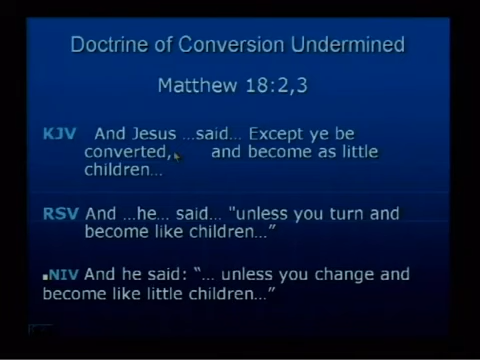 Doctrine of Conversion Undermined
Matthew 18:2,3
KJV And Jesus …said… Except ye be
converted, and become as little
children…
RSV And …he… said… "unless you turn and
become like children…”
▪NIV And he said: “… unless you change and
become like little children…”